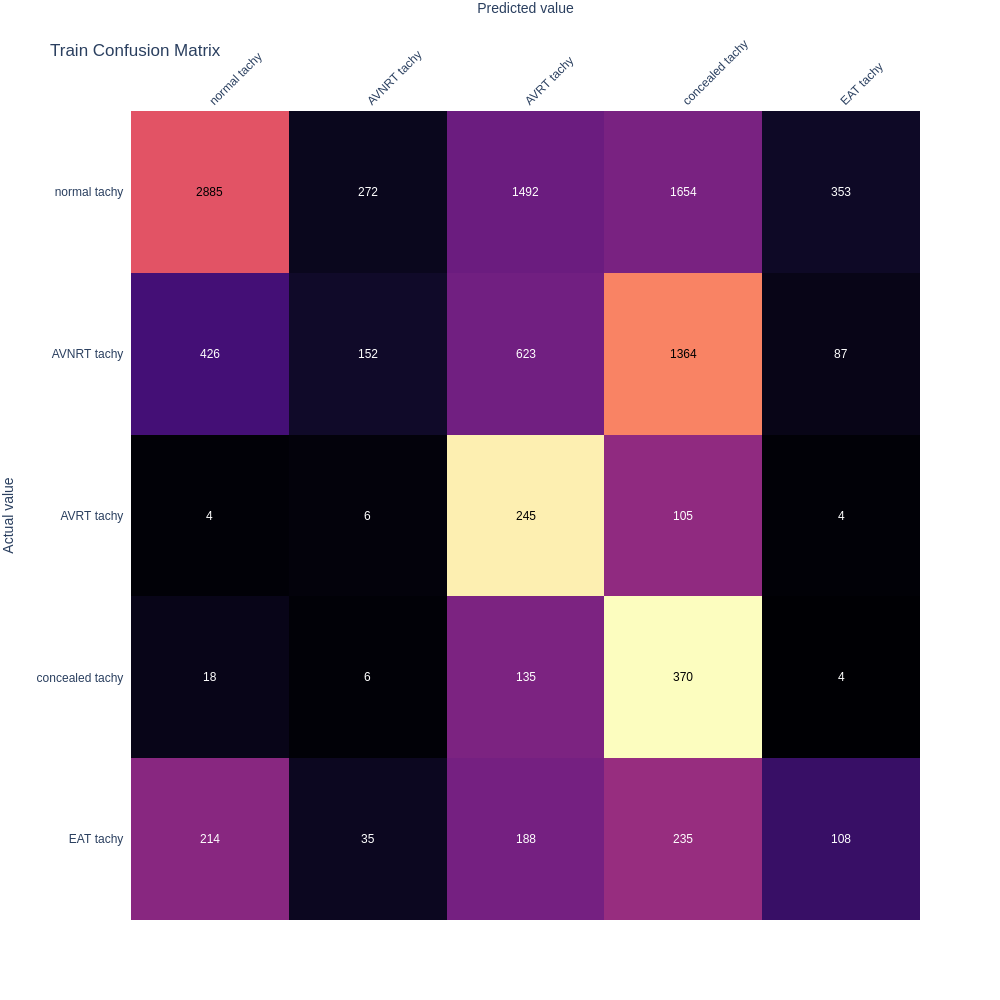 Predicted value
Train Confusion Matrix
normal tachy AVNRT tachy AVRT tachy concealed tachy EAT tachy
Actual value
normal tachy 2885 272 1492 1654 353
AVNRT tachy 426 152 623 1364 87
AVRT tachy 4 6 245 105 4
concealed tachy 18 6 135 370 4
EAT tachy 214 35 188 235 108